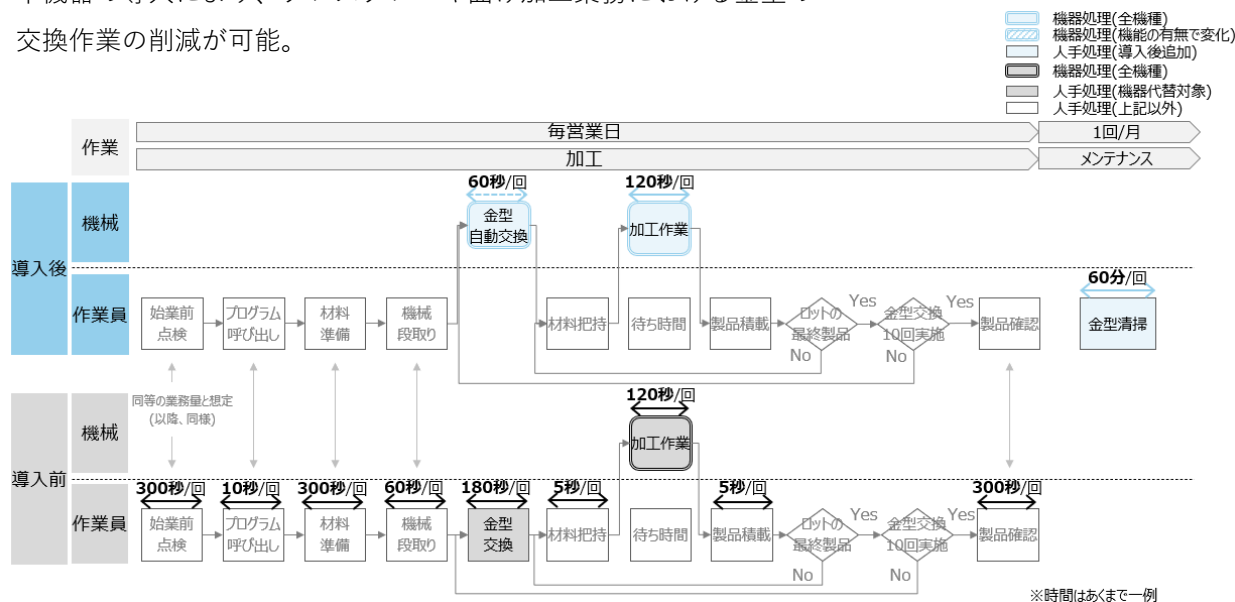 交換作業の削減が可能。
機器処理(全機種)
機器処理(機能の有無で変化)
人手処理(導入後追加)
機器処理(全機種)
人手処理(機器代替対象)
人手処理(上記以外)
作業
毎営業日
1回/月
加工
メンテナンス
導入後
機械
60秒/回
金型
自動交換
120秒/回
加工作業
作業員
始業前
点検
プログラム
呼び出し
材料
準備
機械
段取り
材料把持
待ち時間
製品積載
ロットの
最終製品
Yes
No
金型交換
10回実施
Yes
No
製品確認
60分/回
金型清掃
同等の業務量と想定
(以降、同様)
導入前
機械
120秒/回
加工作業
作業員
300秒/回
始業前
点検
10秒/回
プログラム
呼び出し
300秒/回
材料
準備
60秒/回
機械
段取り
180秒/回
金型
交換
5秒/回
材料把持
待ち時間
5秒/回
製品積載
ロットの
最終製品
Yes
No
金型交換
10回実施
Yes
No
300秒/回
製品確認
※時間はあくまで一例